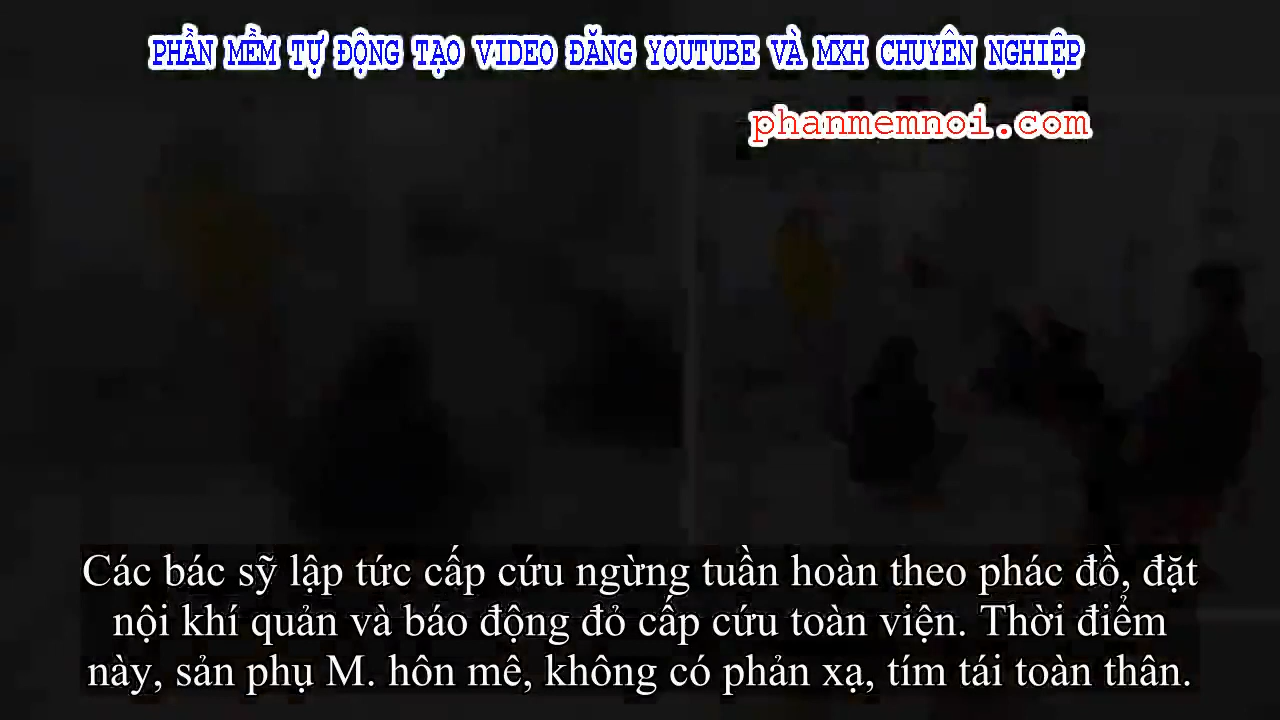 PHẦN MỀM TỰ ĐỘNG TẠO VIDEO ĐĂNG YOUTUBE VÀ MXH CHUYÊN NGHIỆP
phanmemnoi.com
Các bác sỹ lập tức cấp cứu ngừng tuần hoàn theo phác đồ, đặt
nội khí quản và báo động đỏ cấp cứu toàn viện. Thời điểm
này, sản phụ M. hôn mê, không có phản xạ, tím tái toàn thân.